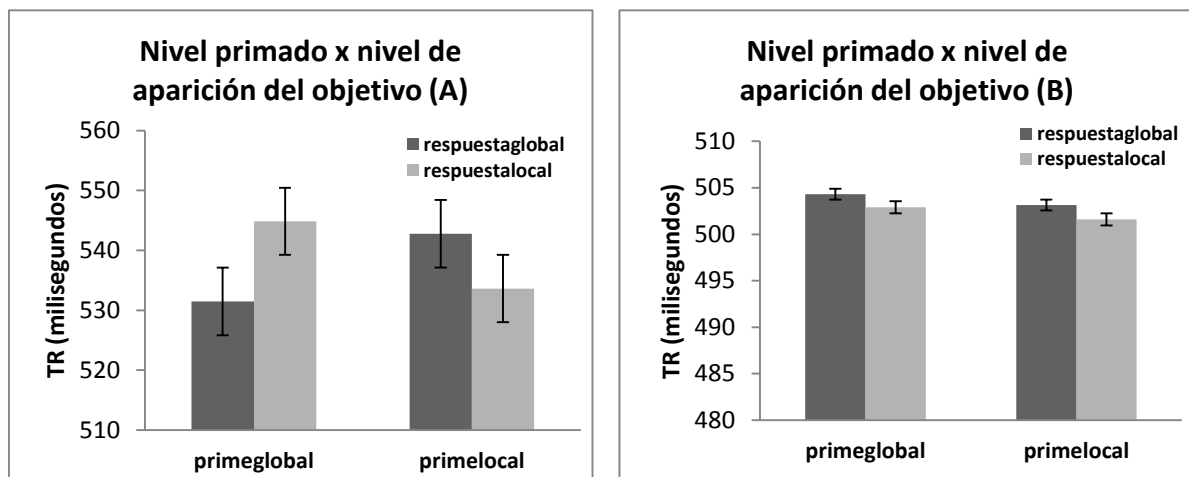 Nivel primado x nivel de
aparición del objetivo (A)
respuestaglobal
respuestalocal
TR (milisegundos)
560
550
540
530
520
510
primeglobal
primelocal
Nivel primado x nivel de
aparición del objetivo (B)
respuestaglobal
respuestalocal
TR (milisegundos)
510
505
500
495
490
485
480
primeglobal
primelocal